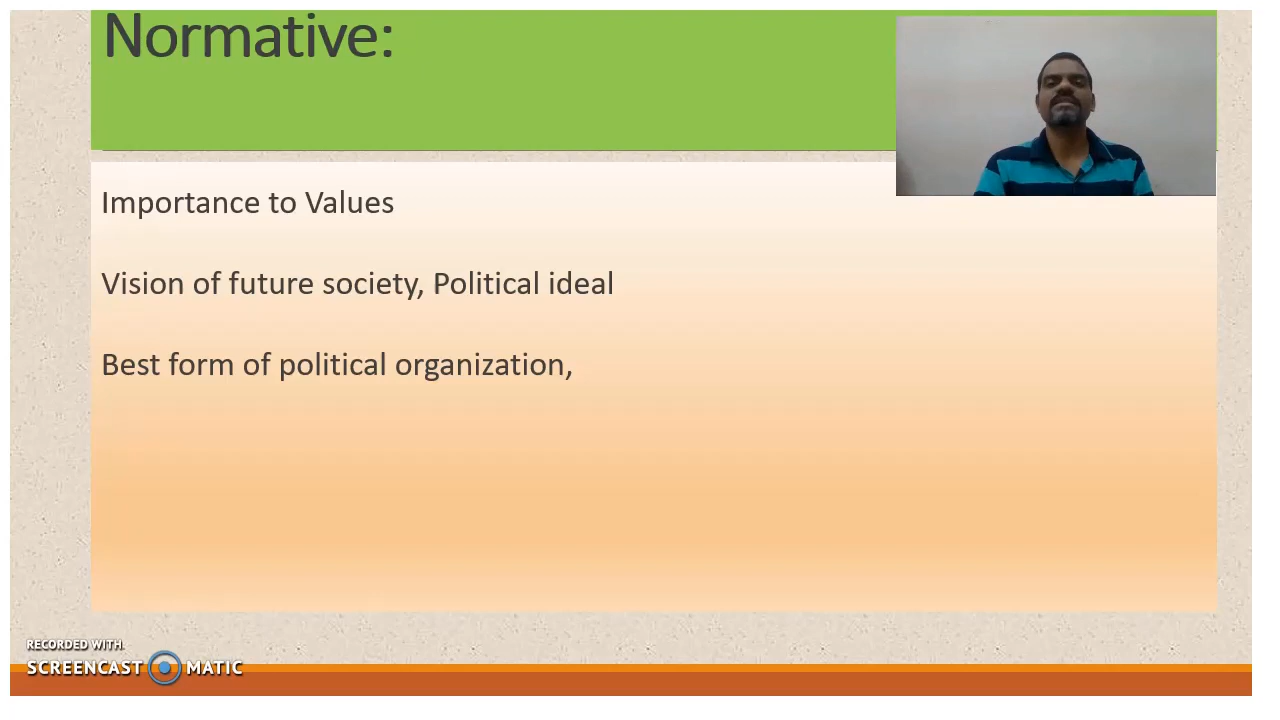 Normative:
Importance to Values
Vision of future society, Political ideal
Best form of political organization,
RECORDED WITH
SCREENCAST MATIC